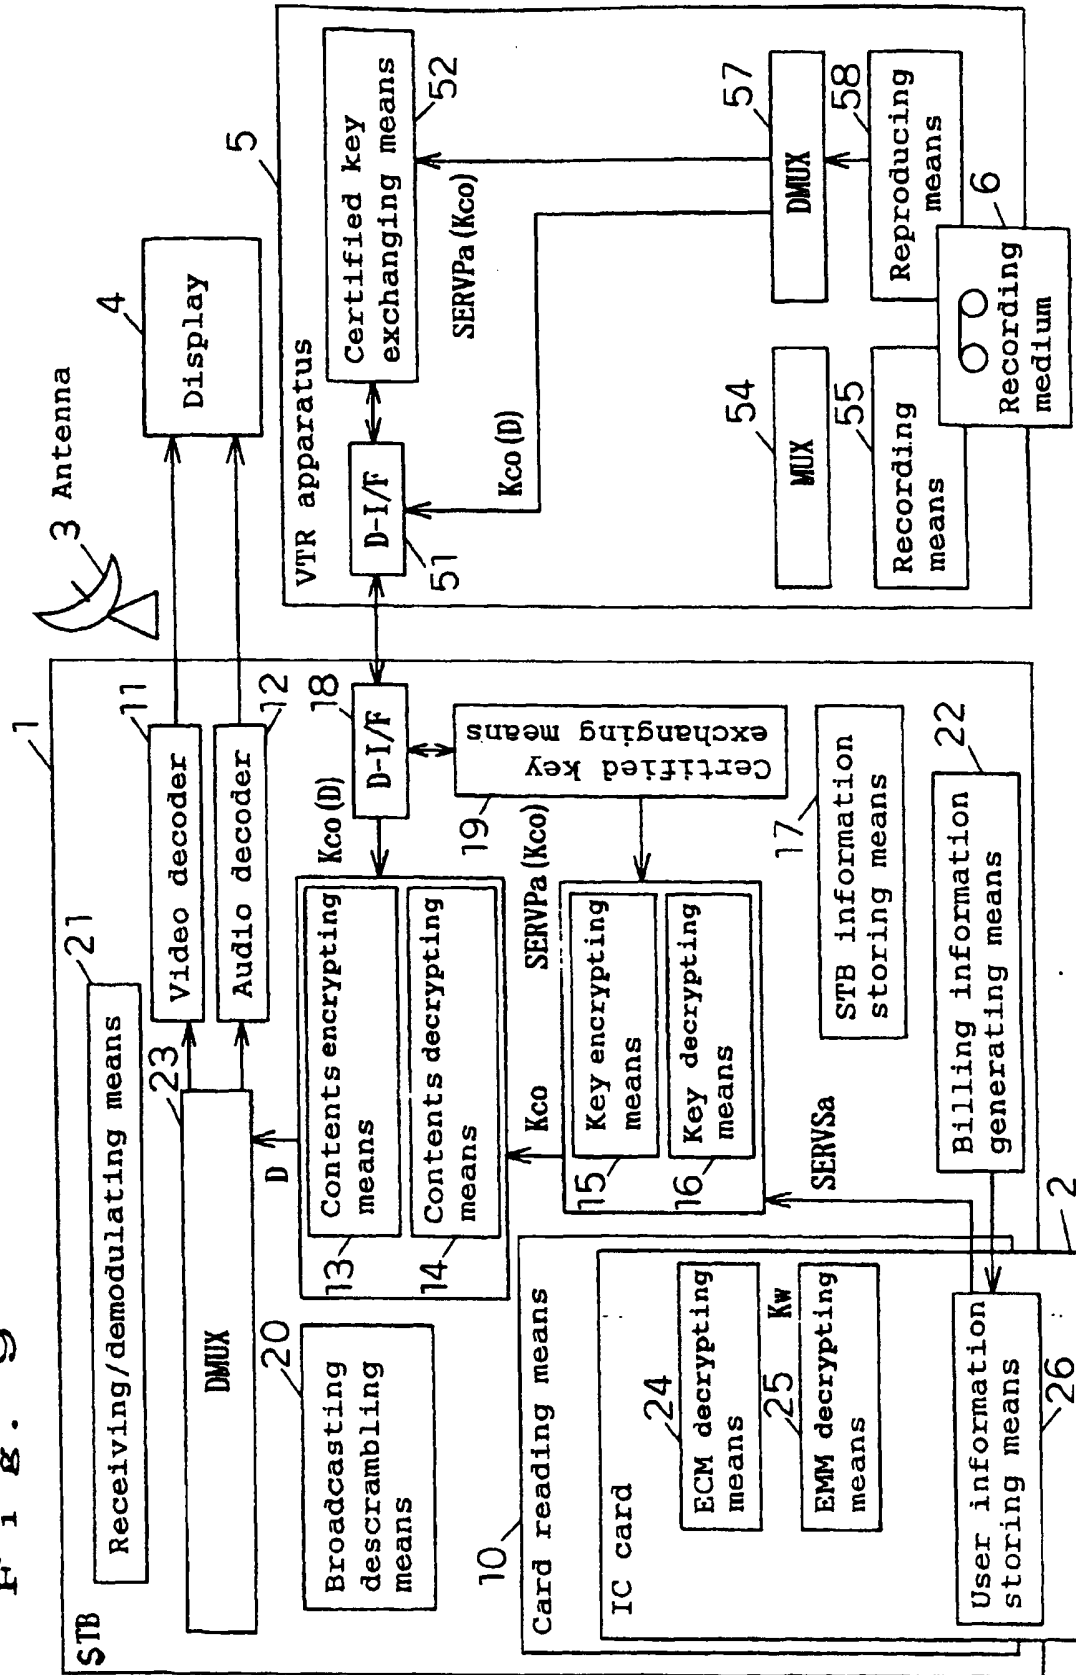 Fig. 9
STB
1
Receiving/demodulating means
21
DMUX
23
Video decoder
11
Audio decoder
12
3 Antenna
4
Display
Broadcasting
descrambling
means
20
D
Contents encrypting
means
13
Contents decrypting
means
14
Kco(D)
18
D-I/F
Kco
Key encrypting
means
15
Key decrypting
means
16
SERVPa(Kco)
19
Certified key
exchanging means
SERVSa
17
STB information
storing means
22
Billing information
generating means
10
Card reading means
IC card
2
24
ECM decrypting
means
Kw
25
EMM decrypting
means
User information
storing means
26
5
VTR apparatus
D-I/F
51
Certified key
exchanging means
52
SERVPa(Kco)
Kco(D)
54
MUX
57
DMUX
55
Recording
means
58
Reproducing
means
6
Recording
medium